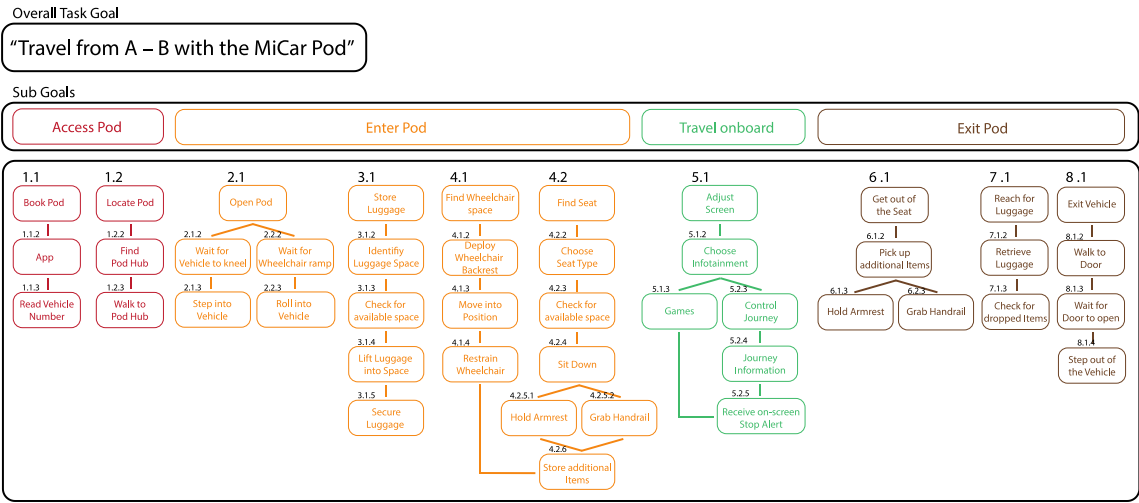 Overall Task Goal
“Travel from A – B with the MiCar Pod”
Sub Goals
Access Pod
Enter Pod
Travel onboard
Exit Pod
1.1
Book Pod
1.1.2
App
1.1.3
Read Vehicle
Number
1.2
Locate Pod
1.2.2
Find
Pod Hub
1.2.3
Walk to
Pod Hub
2.1
Open Pod
2.1.2
Wait for
Vehicle to kneel
2.1.3
Step into
Vehicle
2.2.2
Wait for
Wheelchair ramp
2.2.3
Roll into
Vehicle
3.1
Store
Luggage
3.1.2
Identifiy
Luggage Space
3.1.3
Check for
available space
3.1.4
Lift Luggage
into Space
3.1.5
Secure
Luggage
4.1
Find Wheelchair
space
4.1.2
Deploy
Wheelchair
Backrest
4.1.3
Move into
Position
4.1.4
Restrain
Wheelchair
4.2
Find Seat
4.2.2
Choose
Seat Type
4.2.3
Check for
available space
4.2.4
Sit Down
4.2.5.1
Hold Armrest
4.2.5.2
Grab Handrail
4.2.6
Store additional
Items
5.1
Adjust
Screen
5.1.2
Choose
Infotainment
5.1.3
Games
5.2.3
Control
Journey
5.2.4
Journey
Information
5.2.5
Receive on-screen
Stop Alert
6.1
Get out of
the Seat
6.1.2
Pick up
additional Items
6.1.3
Hold Armrest
6.2.3
Grab Handrail
7.1
Reach for
Luggage
7.1.2
Retrieve
Luggage
7.1.3
Check for
dropped Items
8.1
Exit Vehicle
8.1.2
Walk to
Door
8.1.3
Wait for
Door to open
8.1.4
Step out of
the Vehicle